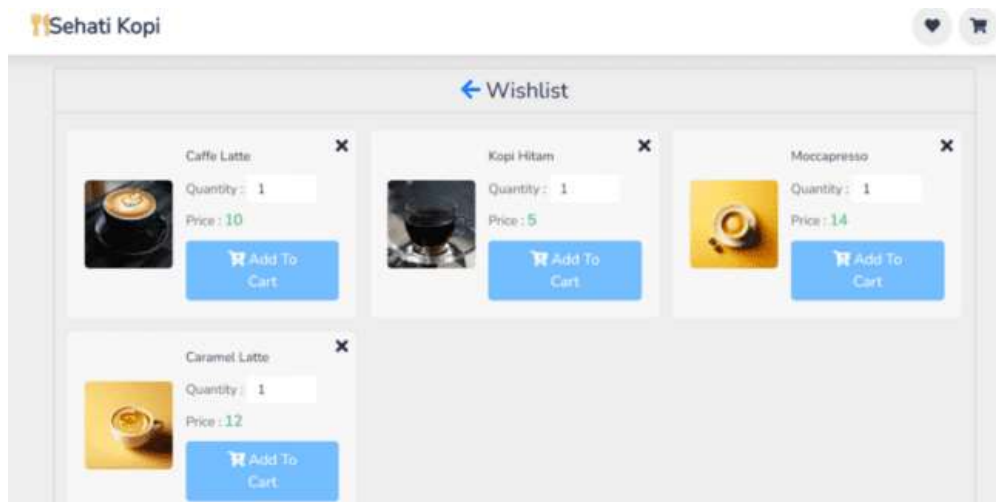 Sehati Kopi
Wishlist
Caffe Latte
Quantity : 1
Price : 10
Add To
Cart
Kopi Hitam
Quantity : 1
Price : 5
Add To
Cart
Moccapresso
Quantity : 1
Price : 14
Add To
Cart
Caramel Latte
Quantity : 1
Price : 12
Add To
Cart